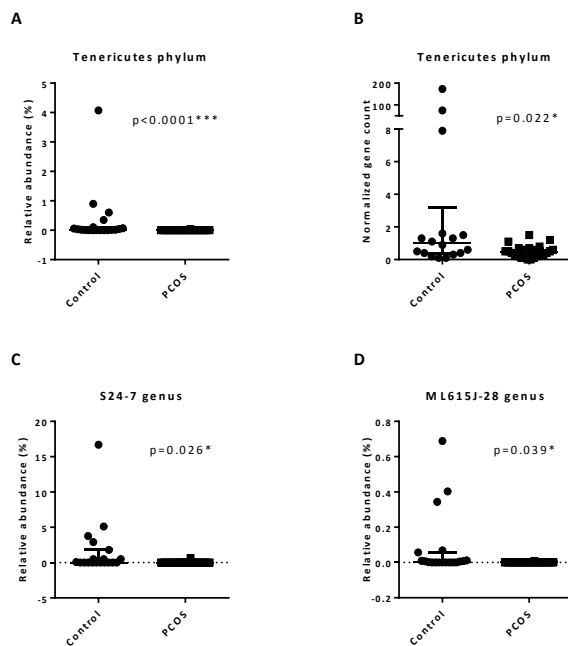 A
Tenericutes phylum
5
4
3
2
1
0
-1
Relative abundance (%)
p<0.0001***
Control
PCOS
B
Tenericutes phylum
200
100
8
6
4
2
0
Normalized gene count
p=0.022*
Control
PCOS
C
S24-7 genus
20
15
10
5
0
-5
Relative abundance (%)
p=0.026*
Control
PCOS
D
ML615J-28 genus
0.8
0.6
0.4
0.2
0.0
-0.2
Relative abundance (%)
p=0.039*
Control
PCOS